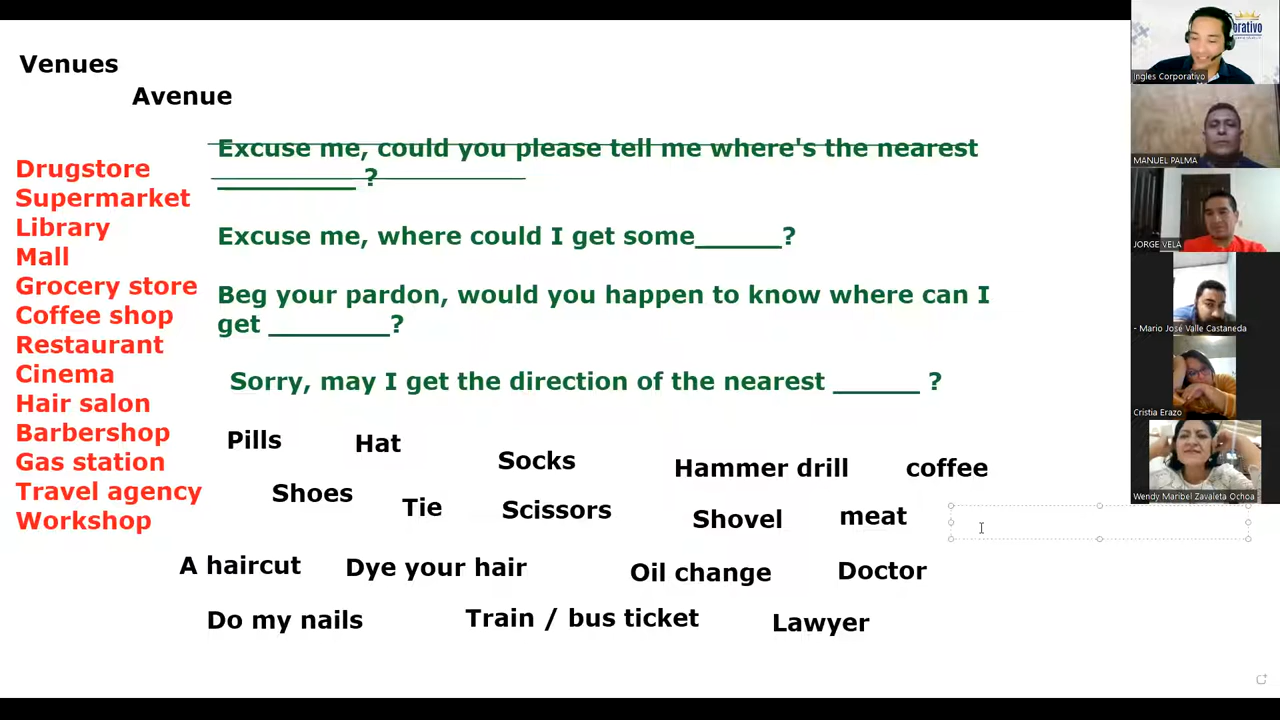 Venues
Avenue
Excuse me, could you please tell me where's the nearest
_________ ?
Excuse me, where could I get some______?
Beg your pardon, would you happen to know where can I
get ________?
Sorry, may I get the direction of the nearest ______ ?
Drugstore
Supermarket
Library
Mall
Grocery store
Coffee shop
Restaurant
Cinema
Hair salon
Barbershop
Gas station
Travel agency
Workshop
Pills
Hat
Socks
Hammer drill
coffee
Shoes
Tie
Scissors
Shovel
meat
A haircut
Dye your hair
Oil change
Doctor
Do my nails
Train / bus ticket
Lawyer
orativo
Ingles Corporativo
MANUEL PALMA
JORGE VELA
- Mario José Valle Castaneda
Cristia Erazo
Wendy Maribel Zavaleta Ochoa